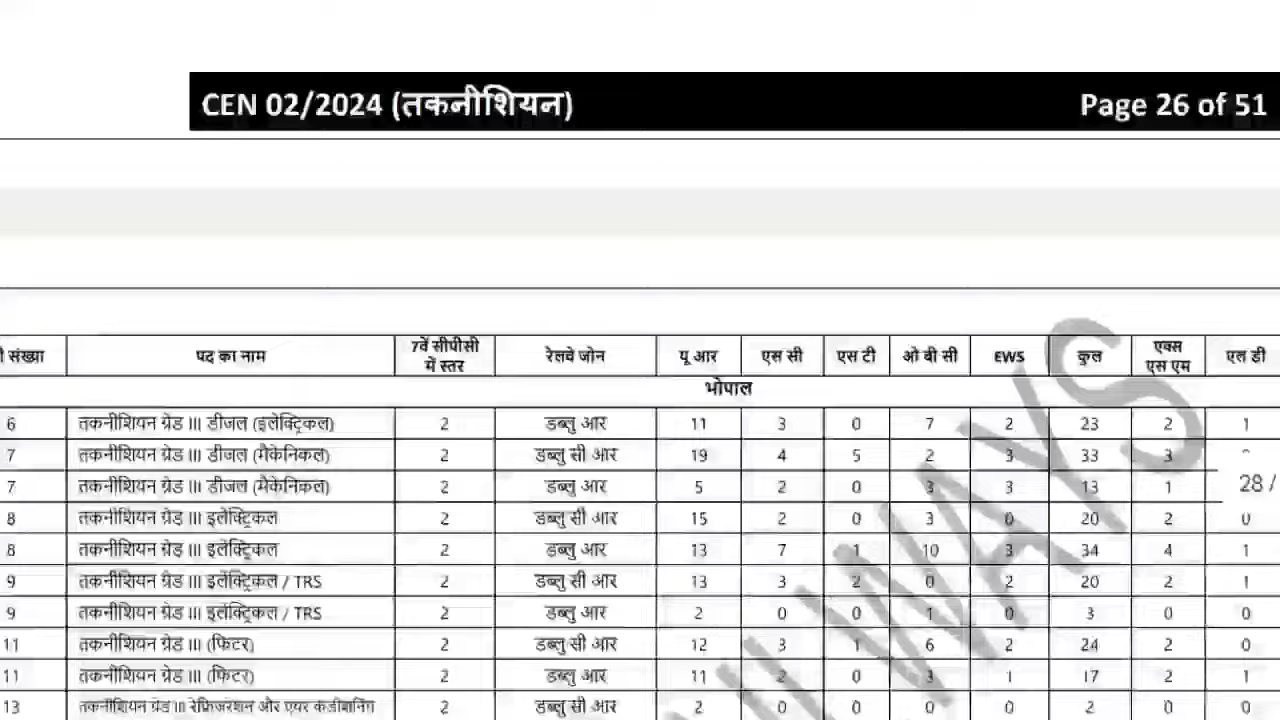 CEN 02/2024 (तकनीशियन) Page 26 of 51
संख्या पद का नाम 7वें सीपीसी में स्तर रेलवे जोन यू आर एस सी एस टी ओ बी सी EWS कुल एक्स एस एम एल डी
भोपाल
6 तकनीशियन ग्रेड III डीजल (इलेक्ट्रिकल) 2 डब्लु आर 11 3 0 7 2 23 2 1
7 तकनीशियन ग्रेड III डीजल (मैकेनिकल) 2 डब्लु सी आर 19 4 5 2 3 33 3
7 तकनीशियन ग्रेड III डीजल (मैकेनिकल) 2 डब्लु आर 5 2 0 3 3 13 1 28 /
8 तकनीशियन ग्रेड III इलेक्ट्रिकल 2 डब्लु सी आर 15 2 0 3 0 20 2 0
8 तकनीशियन ग्रेड III इलेक्ट्रिकल 2 डब्लु आर 13 7 1 10 3 34 4 1
9 तकनीशियन ग्रेड III इलेक्ट्रिकल / TRS 2 डब्लु सी आर 13 3 2 0 2 20 2 1
9 तकनीशियन ग्रेड III इलेक्ट्रिकल / TRS 2 डब्लु आर 2 0 0 1 0 3 0 0
11 तकनीशियन ग्रेड III (फिटर) 2 डब्लु सी आर 12 3 1 6 2 24 2 0
11 तकनीशियन ग्रेड III (फिटर) 2 डब्लु आर 11 2 0 3 1 17 2 1
13 तकनीशियन ग्रेड III रेफ्रिजरेशन और एयर कंडीशनिंग 2 डब्लु सी आर 2 0 0 0 0 2 0 0